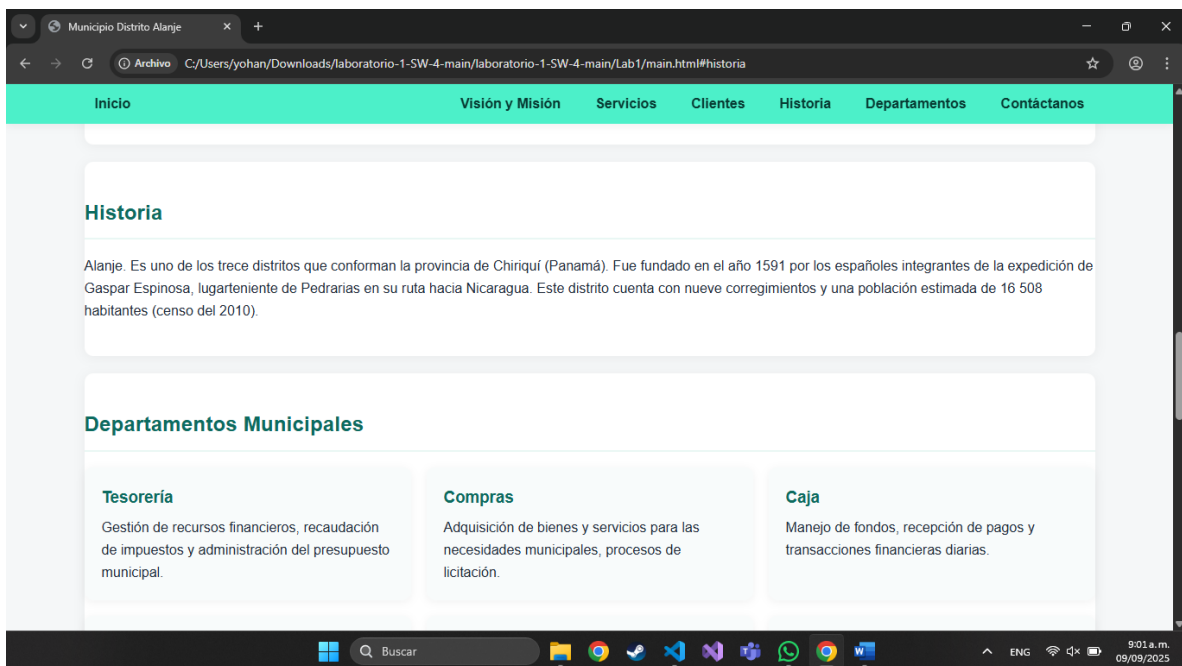 Municipio Distrito Alanje
Archivo C:/Users/yohan/Downloads/laboratorio-1-SW-4-main/laboratorio-1-SW-4-main/Lab1/main.html#historia
Inicio Visión y Misión Servicios Clientes Historia Departamentos Contáctanos
Historia
Alanje. Es uno de los trece distritos que conforman la provincia de Chiriquí (Panamá). Fue fundado en el año 1591 por los españoles integrantes de la expedición de
Gaspar Espinosa, lugarteniente de Pedrarias en su ruta hacia Nicaragua. Este distrito cuenta con nueve corregimientos y una población estimada de 16 508
habitantes (censo del 2010).
Departamentos Municipales
Tesorería
Gestión de recursos financieros, recaudación
de impuestos y administración del presupuesto
municipal.
Compras
Adquisición de bienes y servicios para las
necesidades municipales, procesos de
licitación.
Caja
Manejo de fondos, recepción de pagos y
transacciones financieras diarias.
Buscar
ENG
9:01 a.m.
09/09/2025